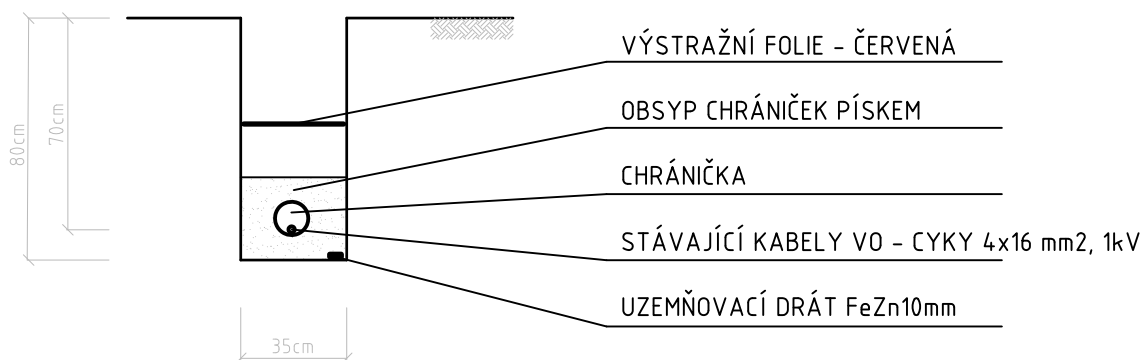 VÝSTRAŽNÍ FOLIE - ČERVENÁ
OBSYP CHRÁNIČEK PÍSKEM
CHRÁNIČKA
STÁVAJÍCÍ KABELY VO - CYKY 4x16 mm2, 1kV
UZEMŇOVACÍ DRÁT FeZn10mm
80cm
70cm
35cm